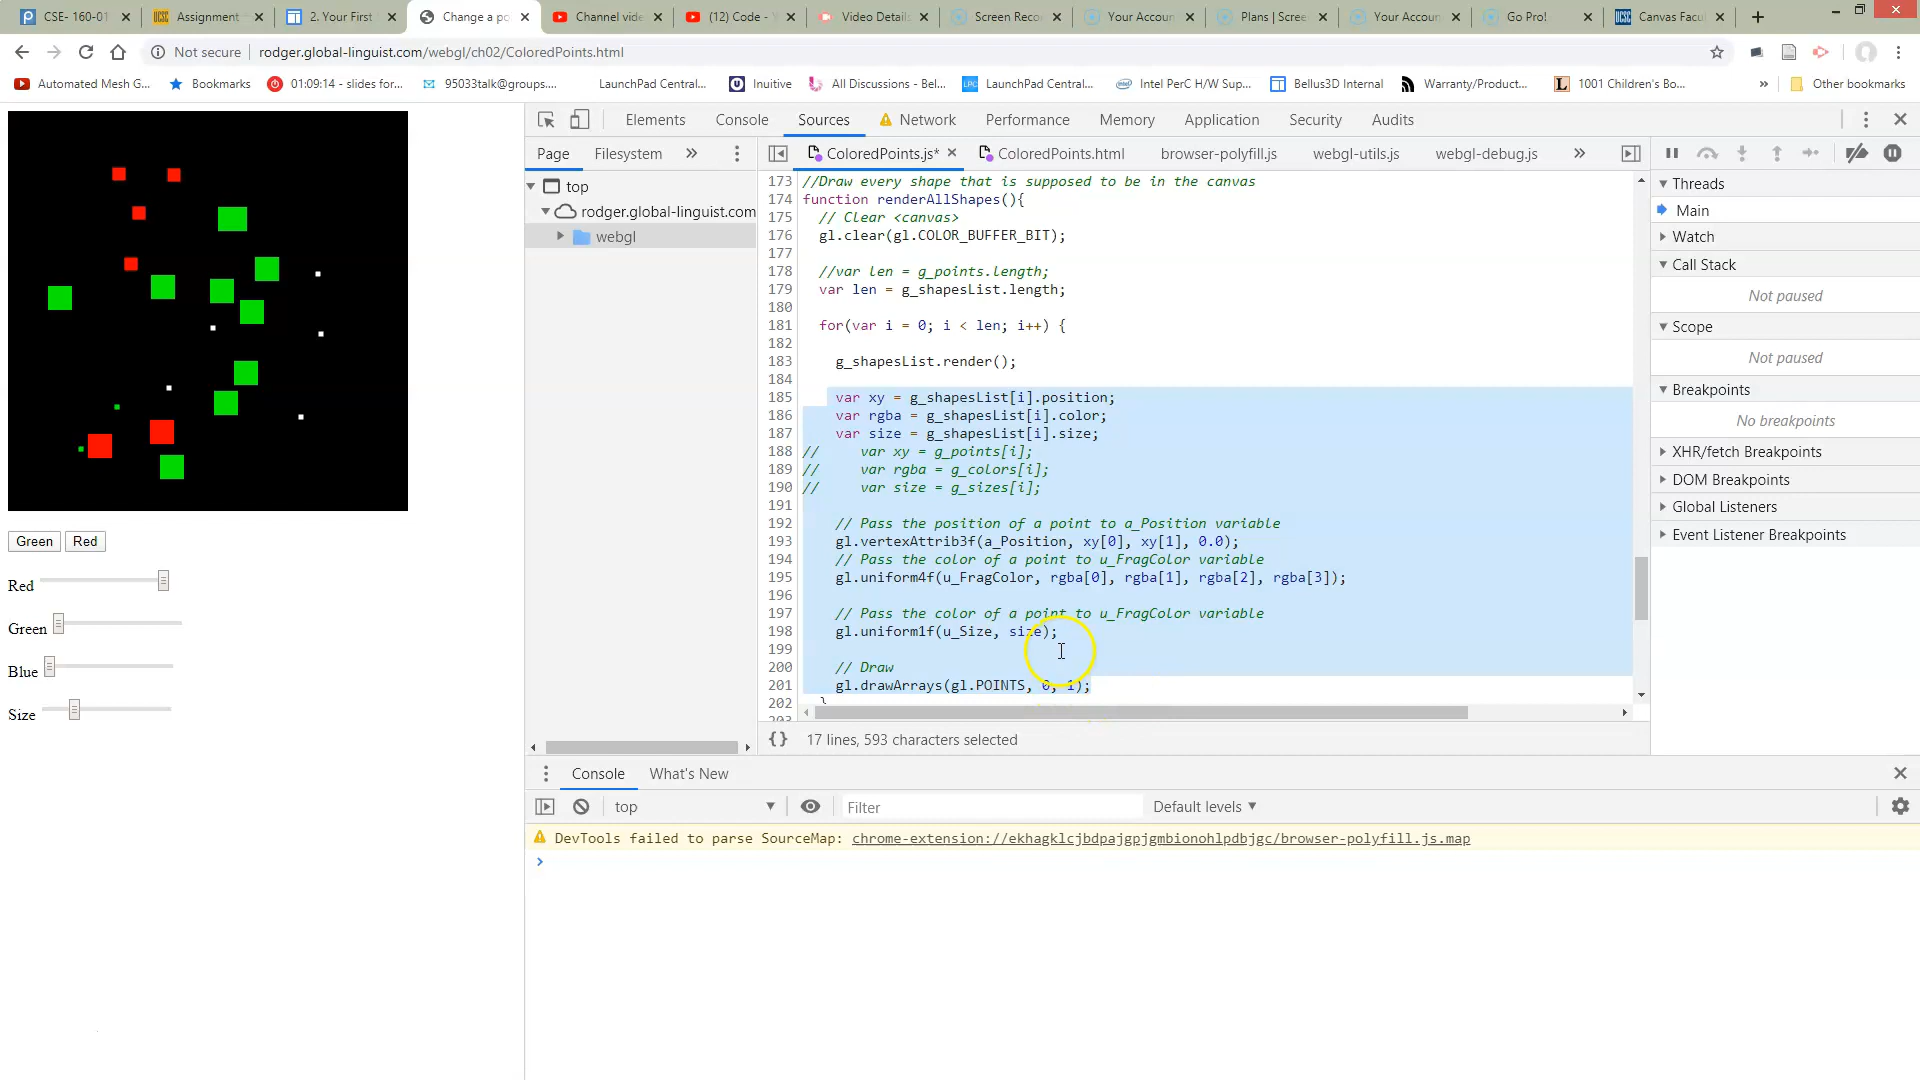 CSE- 160-01
Assignment
2. Your First
Change a po
Channel vide
(12) Code - Y
Video Details
Screen Reco
Your Accoun
Plans | Scree
Your Accoun
Go Pro!
Canvas Facu
Not secure
rodger.global-linguist.com/webgl/ch02/ColoredPoints.html
Automated Mesh G...
Bookmarks
01:09:14 - slides for...
95033talk@groups....
LaunchPad Central...
Inuitive
All Discussions - Bel...
LaunchPad Central...
Intel PerC H/W Sup...
Bellus3D Internal
Warranty/Product...
1001 Children's Bo...
»
Other bookmarks
Green
Red
Red
Green
Blue
Size
Elements
Console
Sources
Network
Performance
Memory
Application
Security
Audits
Page
Filesystem
»
top
rodger.global-linguist.com
webgl
ColoredPoints.js*
ColoredPoints.html
browser-polyfill.js
webgl-utils.js
webgl-debug.js
»
173 //Draw every shape that is supposed to be in the canvas
174 function renderAllShapes(){
175 // Clear <canvas>
176 gl.clear(gl.COLOR_BUFFER_BIT);
177
178 //var len = g_points.length;
179 var len = g_shapesList.length;
180
181 for(var i = 0; i < len; i++) {
182
183 g_shapesList.render();
184
185 var xy = g_shapesList[i].position;
186 var rgba = g_shapesList[i].color;
187 var size = g_shapesList[i].size;
188 // var xy = g_points[i];
189 // var rgba = g_colors[i];
190 // var size = g_sizes[i];
191
192 // Pass the position of a point to a_Position variable
193 gl.vertexAttrib3f(a_Position, xy[0], xy[1], 0.0);
194 // Pass the color of a point to u_FragColor variable
195 gl.uniform4f(u_FragColor, rgba[0], rgba[1], rgba[2], rgba[3]);
196
197 // Pass the color of a point to u_FragColor variable
198 gl.uniform1f(u_Size, size);
199
200 // Draw
201 gl.drawArrays(gl.POINTS, 0, 1);
202 }
203
{ } 17 lines, 593 characters selected
Threads
Main
Watch
Call Stack
Not paused
Scope
Not paused
Breakpoints
No breakpoints
XHR/fetch Breakpoints
DOM Breakpoints
Global Listeners
Event Listener Breakpoints
Console
What's New
top
Filter
Default levels
DevTools failed to parse SourceMap: chrome-extension://ekhagklcjbdpajgpjgmbionohlpdbjgc/browser-polyfill.js.map